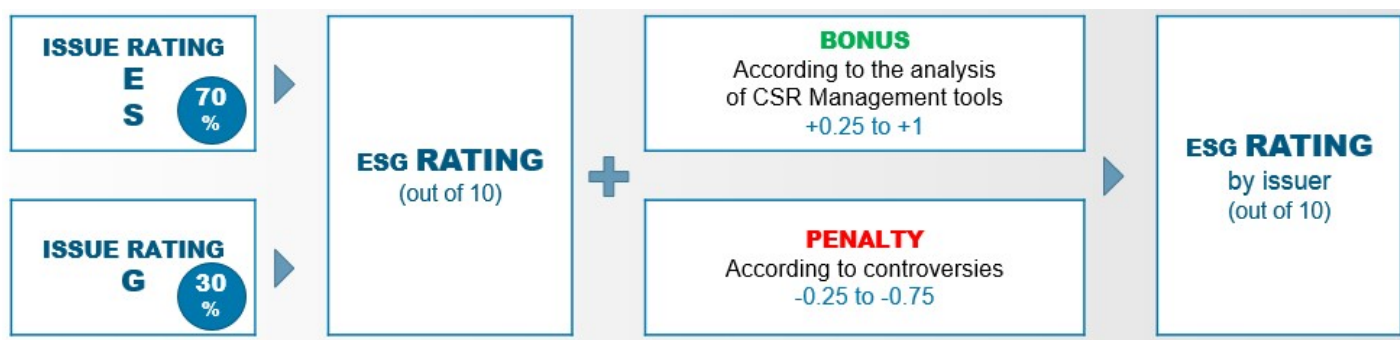 ISSUE RATING
E
S
70
%
ISSUE RATING
G
30
%
ESG RATING
(out of 10)
BONUS
According to the analysis
of CSR Management tools
+0.25 to +1
PENALTY
According to controversies
-0.25 to -0.75
ESG RATING
by issuer
(out of 10)